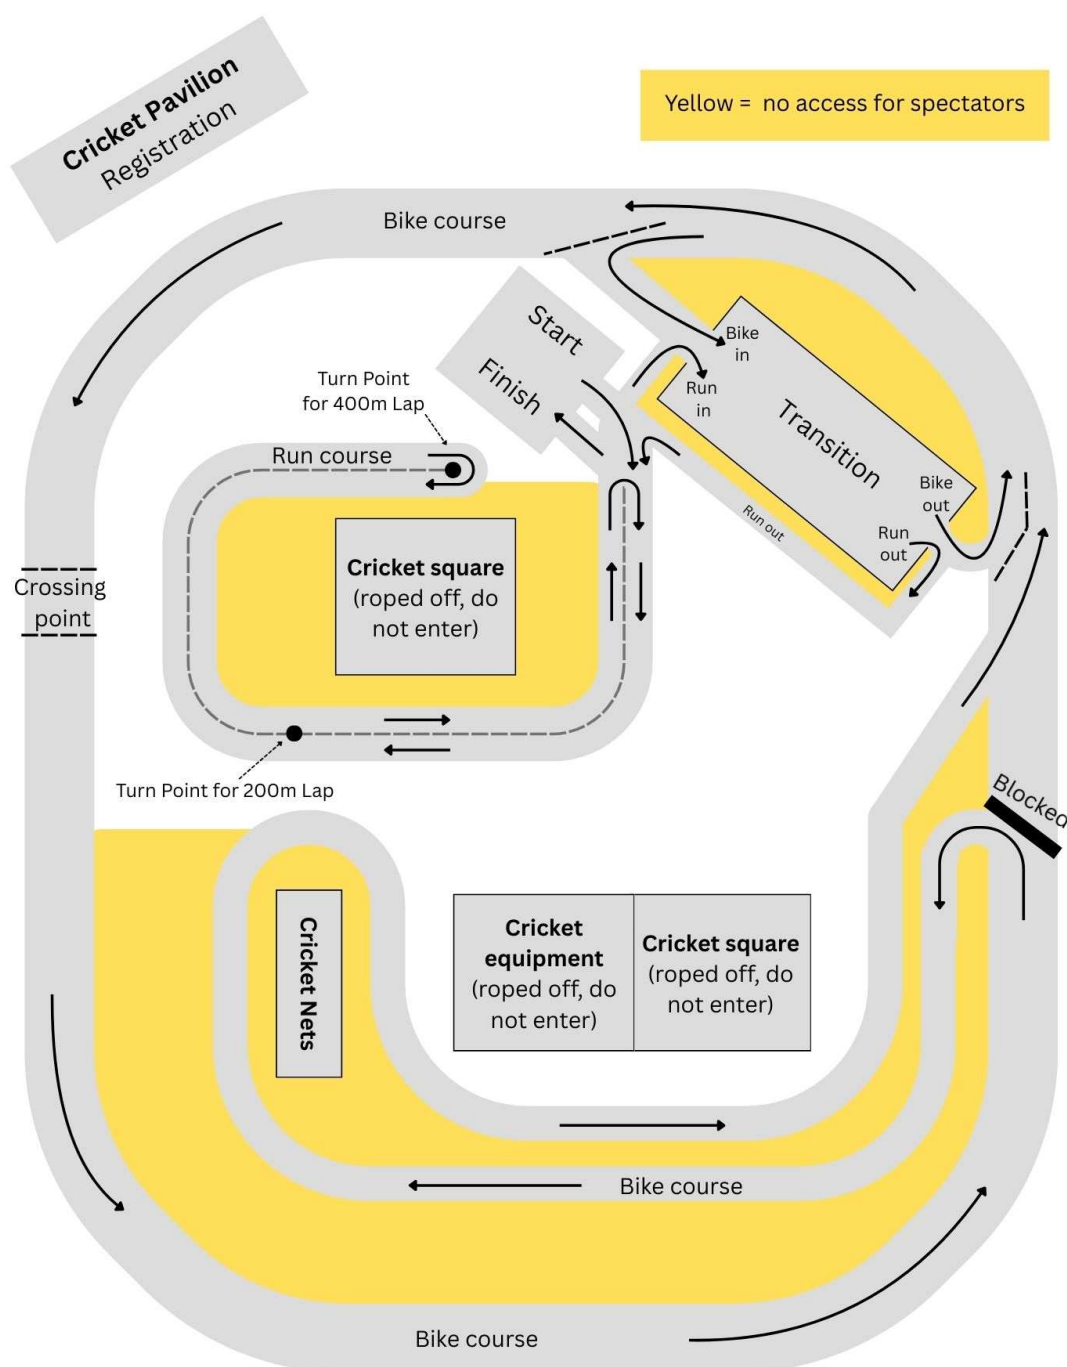 Cricket Pavilion
Registration
Yellow =  no access for spectators
Bike course
Start
Finish
Bike
in
Run
in
Transition
Bike
out
Run
out
Run out
Turn Point
for 400m Lap
Run course
Cricket square
(roped off, do
not enter)
Crossing
point
Turn Point for 200m Lap
Blocked
Cricket Nets
Cricket
equipment
(roped off, do
not enter)
Cricket square
(roped off, do
not enter)
Bike course
Bike course